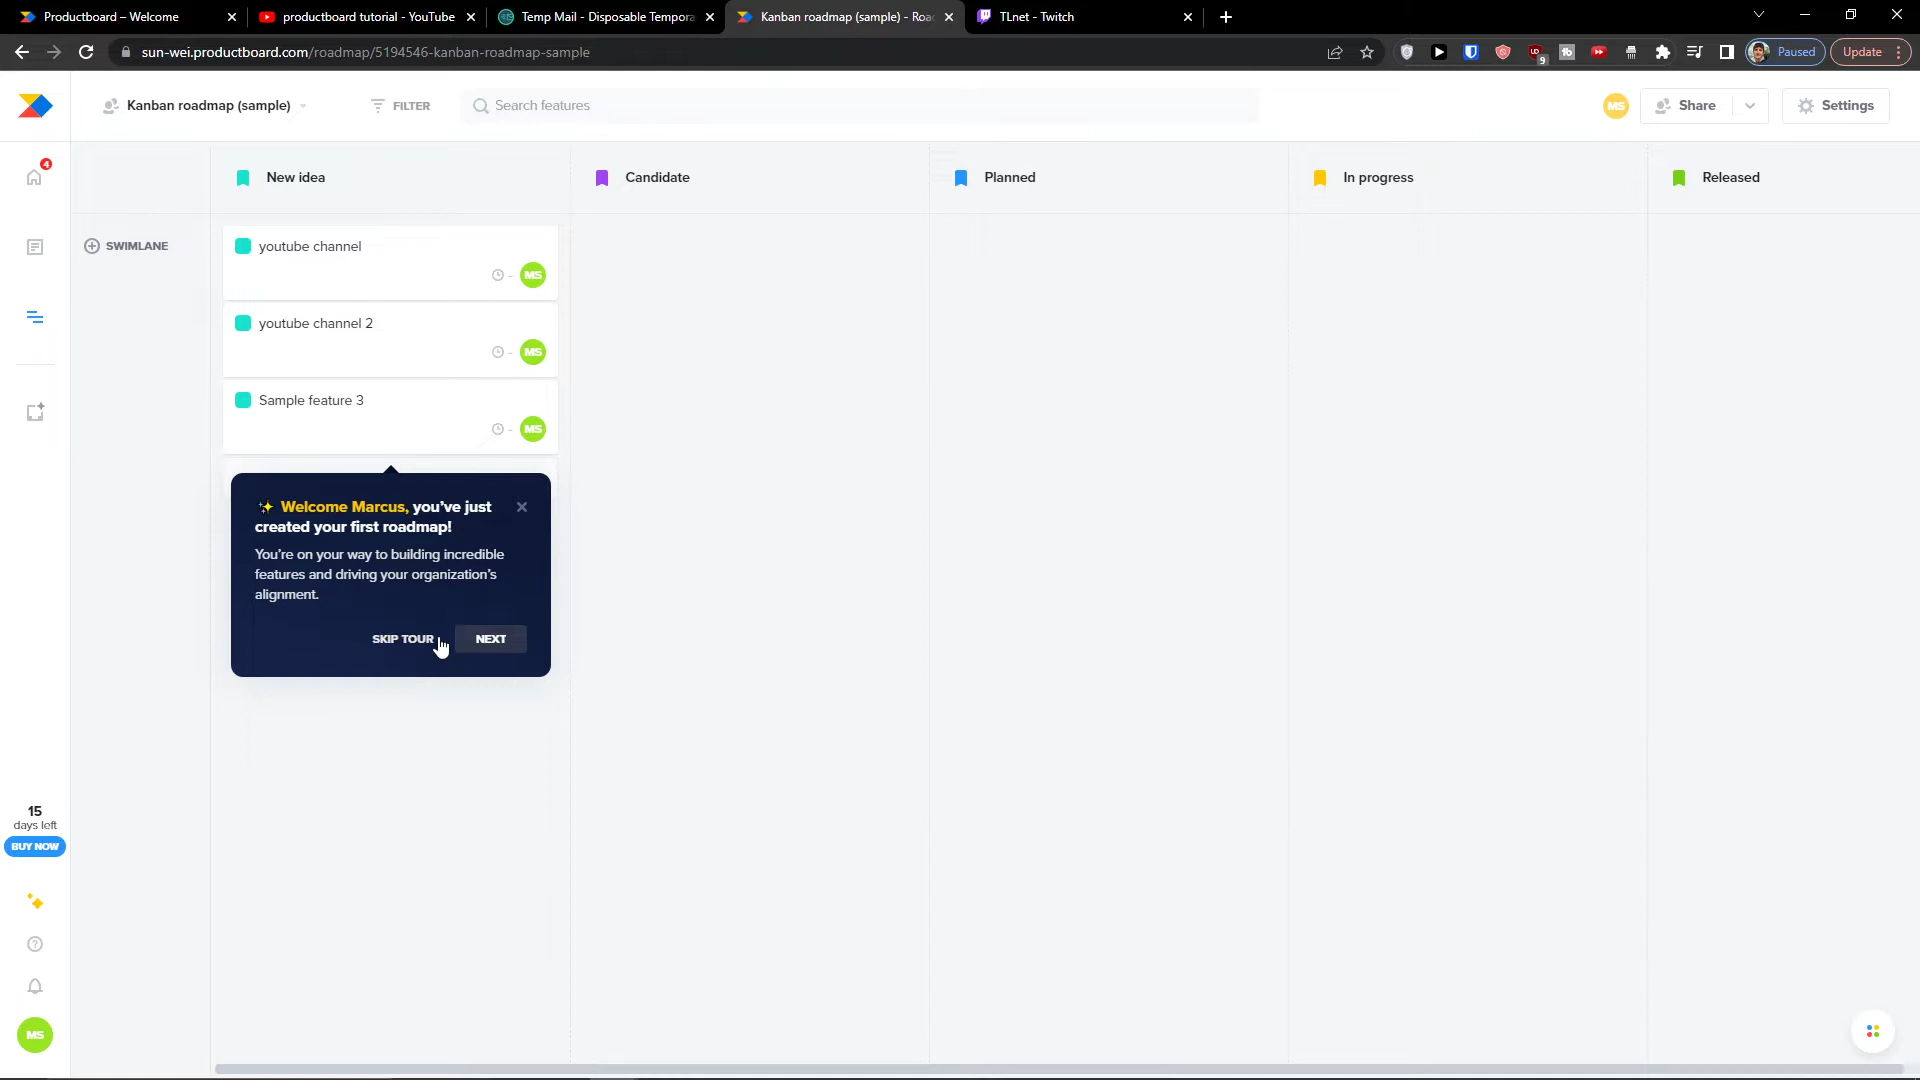 Productboard – Welcome
productboard tutorial - YouTube
Temp Mail - Disposable Tempora
Kanban roadmap (sample) - Roa
TLnet - Twitch
sun-wei.productboard.com/roadmap/5194546-kanban-roadmap-sample
9
Paused
Update
Kanban roadmap (sample)
FILTER
Search features
MS
Share
Settings
4
New idea
Candidate
Planned
In progress
Released
SWIMLANE
youtube channel
- MS
youtube channel 2
- MS
Sample feature 3
- MS
Welcome Marcus, you've just
created your first roadmap!
You're on your way to building incredible
features and driving your organization's
alignment.
SKIP TOUR
NEXT
15
days left
BUY NOW
MS